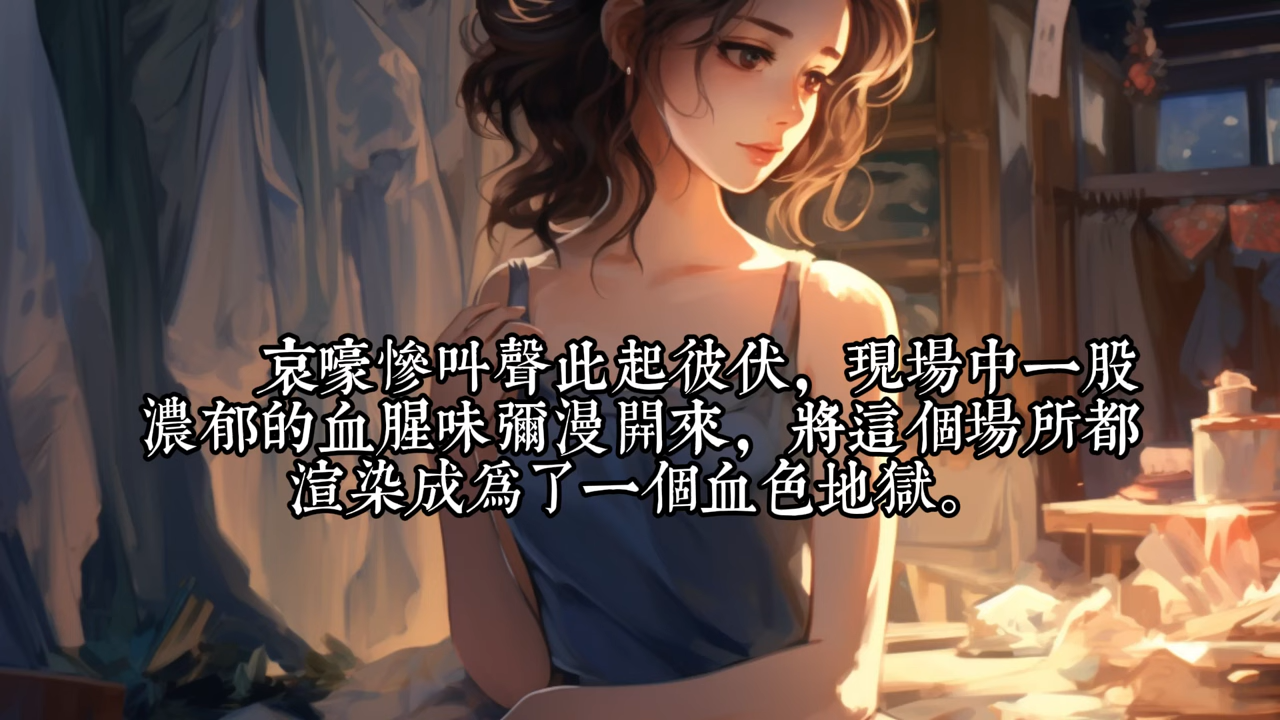 哀嚎慘叫聲此起彼伏，現場中一股
濃郁的血腥味彌漫開來，將這個場所都
渲染成爲了一個血色地獄。